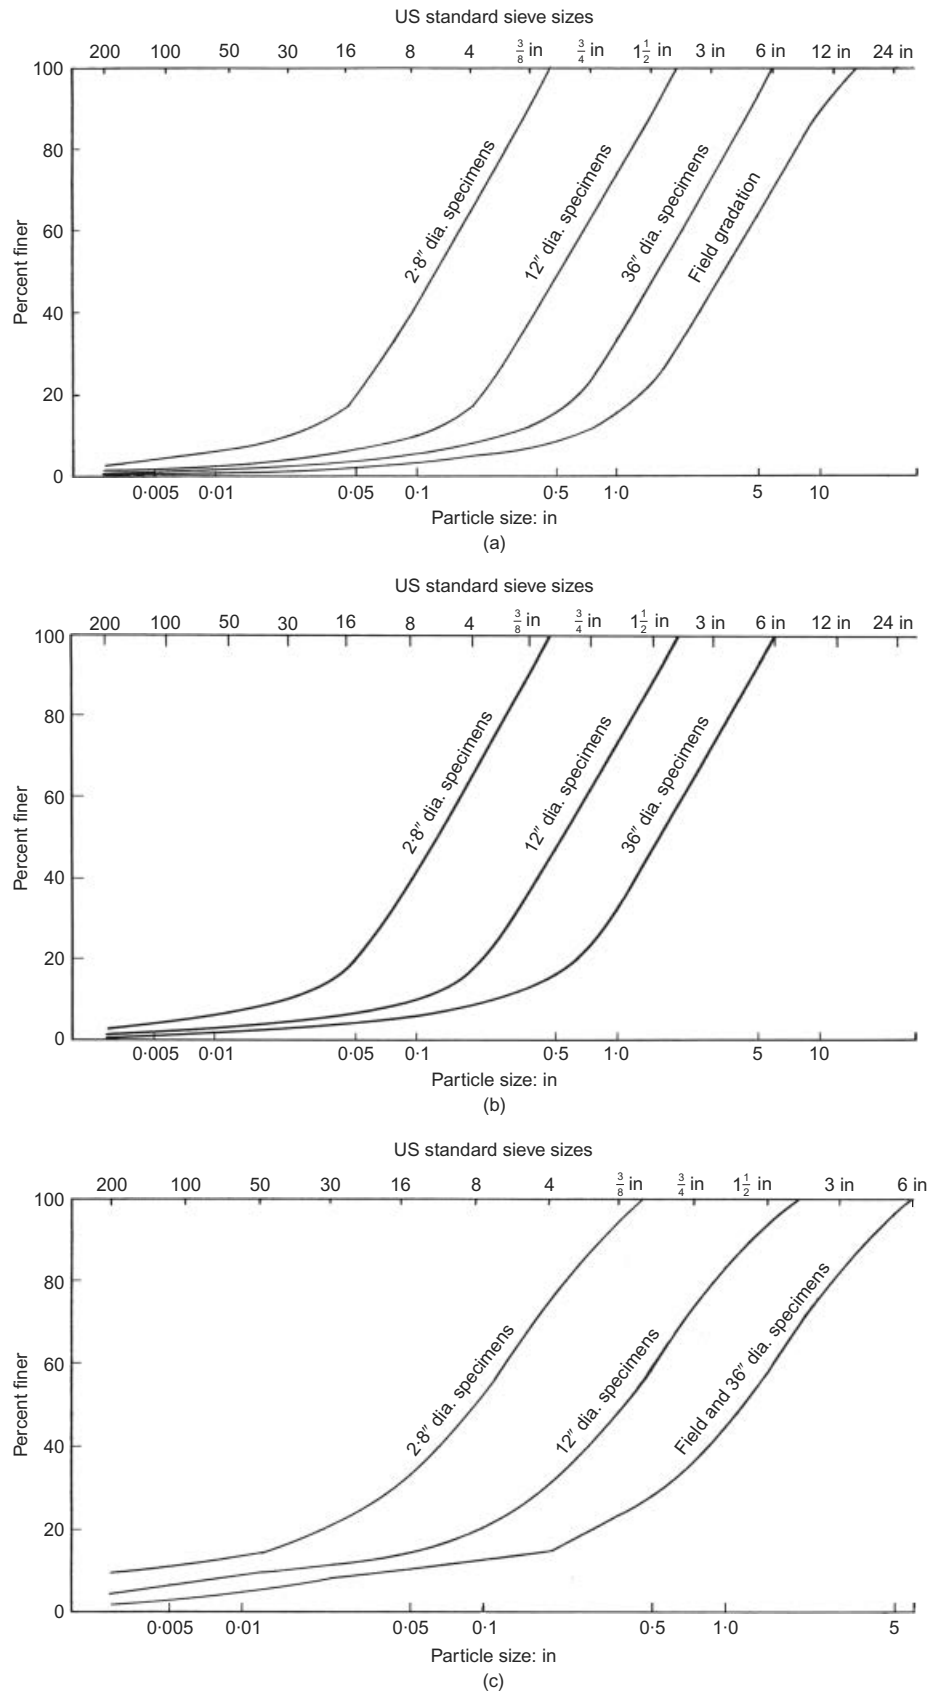 US standard sieve sizes
200 100 50 30 16 8 4 3/8 in 3/4 in 1 1/2 in 3 in 6 in 12 in 24 in
100
80
60
40
20
0
Percent finer
2·8″ dia. specimens
12″ dia. specimens
36″ dia. specimens
Field gradation
0·005 0·01 0·05 0·1 0·5 1·0 5 10
Particle size: in
(a)
US standard sieve sizes
200 100 50 30 16 8 4 3/8 in 3/4 in 1 1/2 in 3 in 6 in 12 in 24 in
100
80
60
40
20
0
Percent finer
2·8″ dia. specimens
12″ dia. specimens
36″ dia. specimens
0·005 0·01 0·05 0·1 0·5 1·0 5 10
Particle size: in
(b)
US standard sieve sizes
200 100 50 30 16 8 4 3/8 in 3/4 in 1 1/2 in 3 in 6 in
100
80
60
40
20
0
Percent finer
2·8″ dia. specimens
12″ dia. specimens
Field and 36″ dia. specimens
0·005 0·01 0·05 0·1 0·5 1·0 5
Particle size: in
(c)